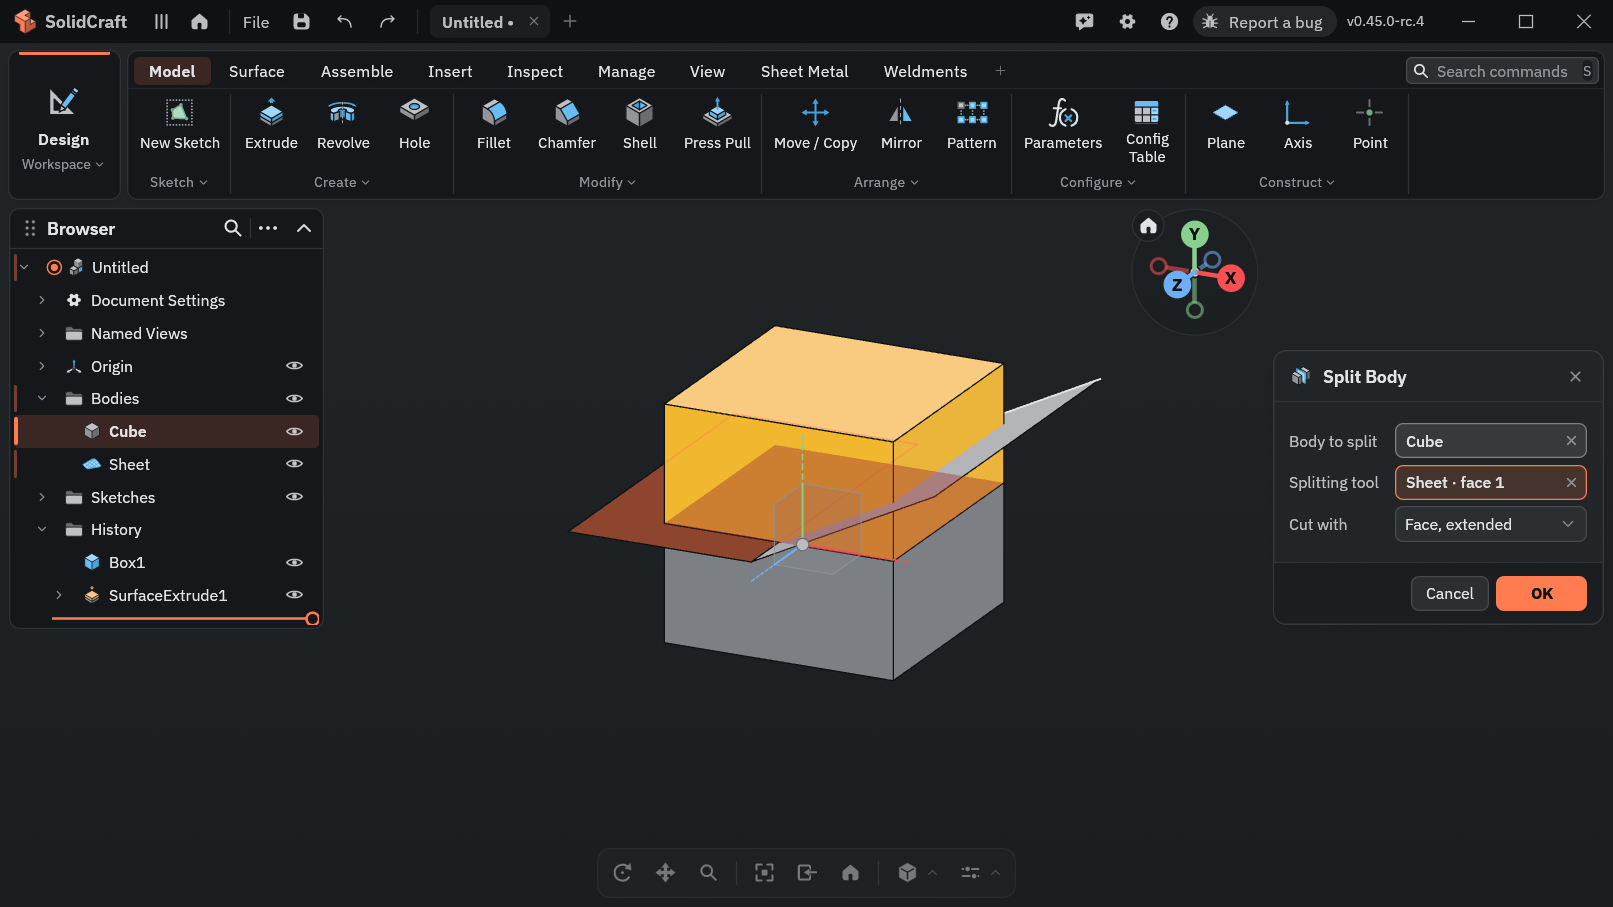 SolidCraft
File
Untitled •
Report a bug
v0.45.0-rc.4
Design
Workspace
Model
Surface
Assemble
Insert
Inspect
Manage
View
Sheet Metal
Weldments
Search commands
S
New Sketch
Extrude
Revolve
Hole
Fillet
Chamfer
Shell
Press Pull
Move / Copy
Mirror
Pattern
Parameters
Config
Table
Plane
Axis
Point
Sketch
Create
Modify
Arrange
Configure
Construct
Browser
Untitled
Document Settings
Named Views
Origin
Bodies
Cube
Sheet
Sketches
History
Box1
SurfaceExtrude1
Y
X
Z
Split Body
Body to split
Cube
Splitting tool
Sheet · face 1
Cut with
Face, extended
Cancel
OK